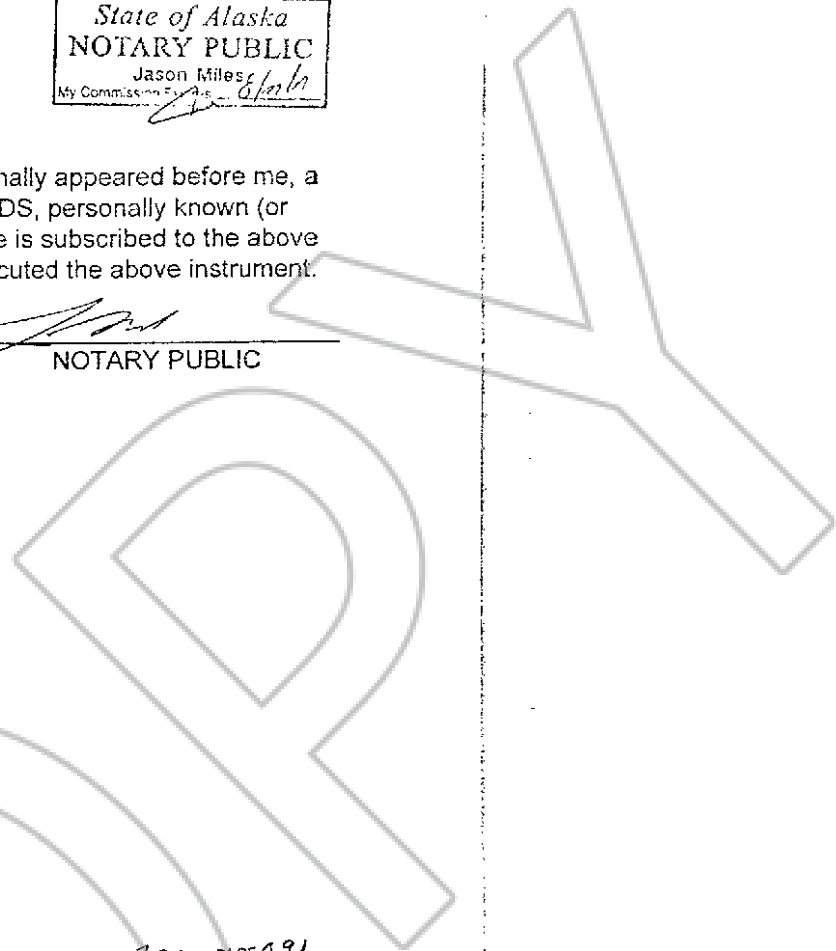 State of Alaska
NOTARY PUBLIC
Jason Miles
My Commission
nally appeared before me, a
DS, personally known (or
e is subscribed to the above
cuted the above instrument.
NOTARY PUBLIC
PY